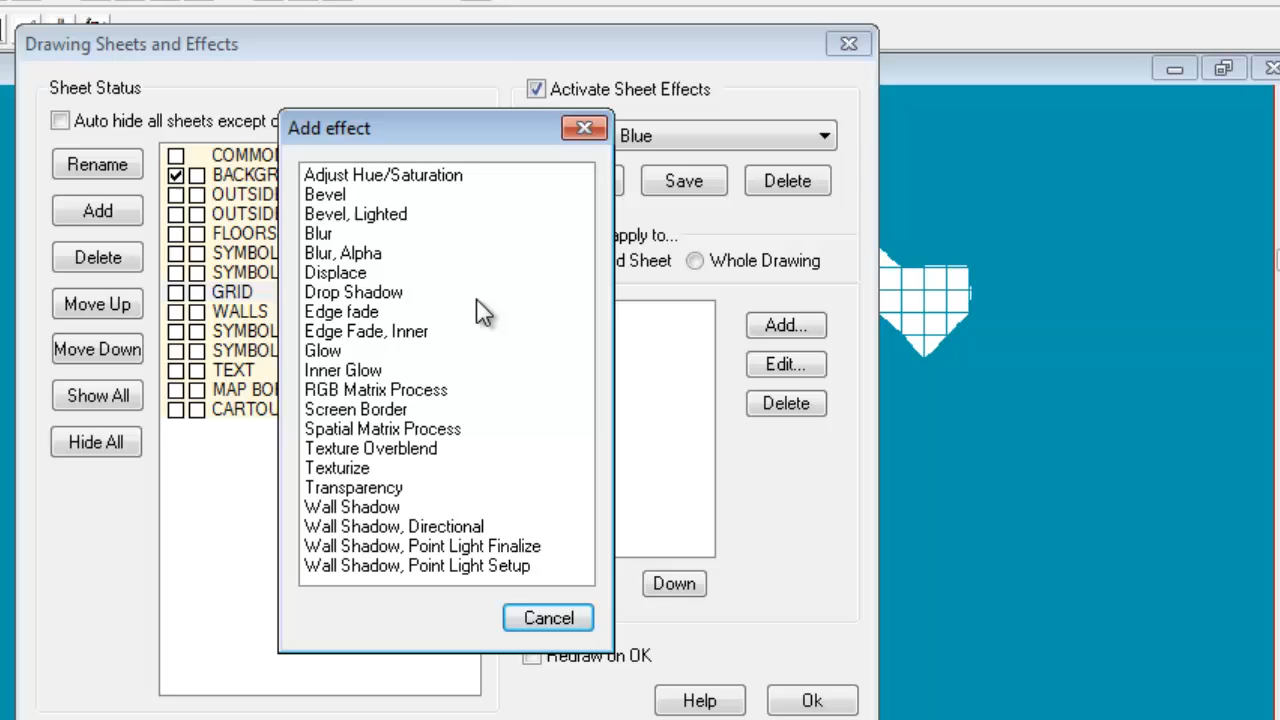 Drawing Sheets and Effects
Sheet Status
Activate Sheet Effects
Auto hide all sheets except
Add effect
Blue
Rename
Add
Delete
Move Up
Move Down
Show All
Hide All
COMMO
BACKGR
OUTSID
OUTSID
FLOORS
SYMBOL
SYMBOL
GRID
WALLS
SYMBOL
SYMBOL
TEXT
MAP BO
CARTOU
Adjust Hue/Saturation
Bevel
Bevel, Lighted
Blur
Blur, Alpha
Displace
Drop Shadow
Edge fade
Edge Fade, Inner
Glow
Inner Glow
RGB Matrix Process
Screen Border
Spatial Matrix Process
Texture Overblend
Texturize
Transparency
Wall Shadow
Wall Shadow, Directional
Wall Shadow, Point Light Finalize
Wall Shadow, Point Light Setup
Cancel
Save
Delete
apply to...
d Sheet
Whole Drawing
Add...
Edit...
Delete
Down
Redraw on OK
Help
Ok